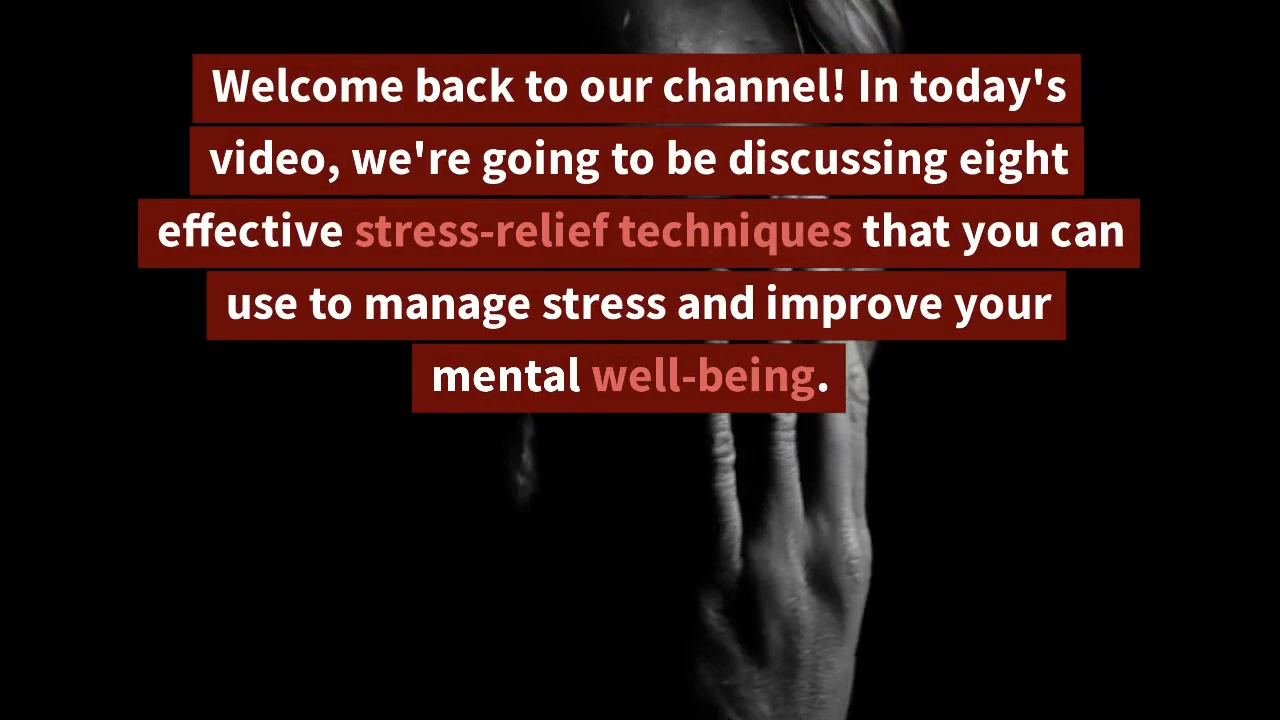 Welcome back to our channel! In today's
video, we're going to be discussing eight
effective stress-relief techniques that you can
use to manage stress and improve your
mental well-being.